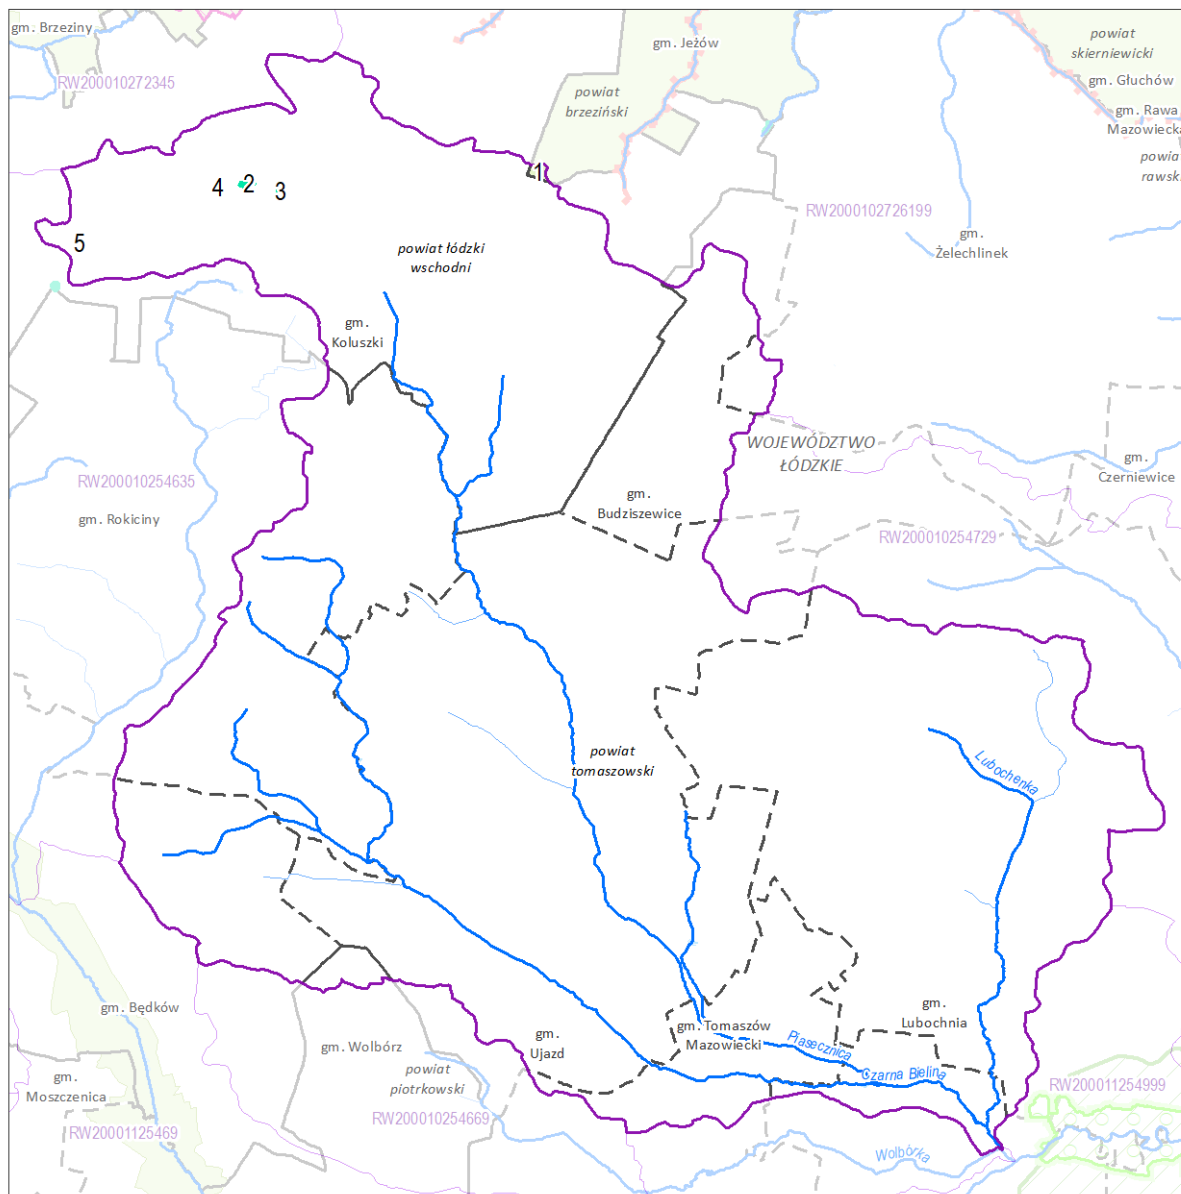 gm. Brzeziny
gm. Jeżów
powiat
skierniewicki
gm. Głuchów
gm. Rawa
Mazowiecka
powiat
rawski
RW200010272345
powiat
brzeziński
1
4
2
3
5
RW2000102726199
gm.
Żelechlinek
powiat łódzki
wschodni
gm.
Koluszki
WOJEWÓDZTWO
ŁÓDZKIE
gm.
Czerniewice
RW200010254635
gm. Rokiciny
gm.
Budziszewice
RW200010254729
powiat
tomaszowski
Lubochenka
gm. Będków
gm.
Lubochnia
gm. Tomaszów
Mazowiecki
gm.
Ujazd
gm. Wolbórz
Piasecznica
Czarna Bielina
powiat
piotrkowski
gm.
Moszczenica
RW200011254999
RW200010254669
RW20001125469
Wolbórka